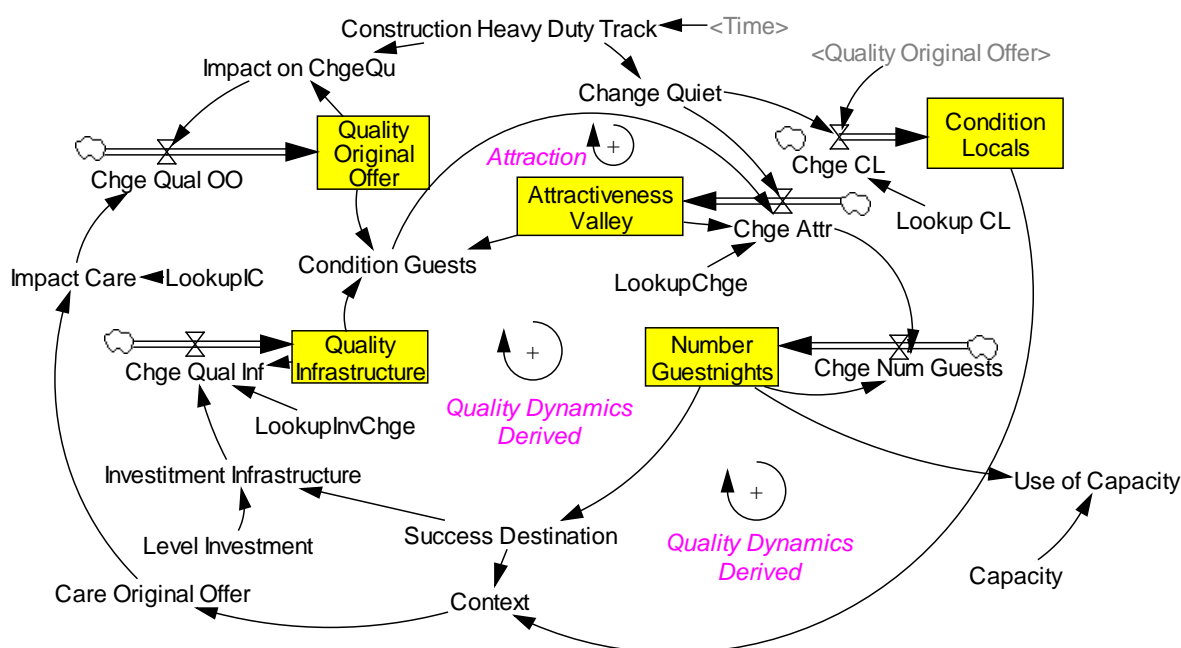 Construction Heavy Duty Track
<Time>
<Quality Original Offer>
Impact on ChgeQu
Change Quiet
Quality
Original
Offer
Condition
Locals
Attraction
+
Chge Qual OO
Chge CL
Attractiveness
Valley
Lookup CL
Chge Attr
Condition Guests
Impact Care
LookupIC
LookupChge
Quality
Infrastructure
Chge Qual Inf
+
Number
Guestnights
Chge Num Guests
Quality Dynamics
Derived
LookupInvChge
Investitment Infrastructure
Use of Capacity
+
Success Destination
Level Investment
Quality Dynamics
Derived
Capacity
Care Original Offer
Context